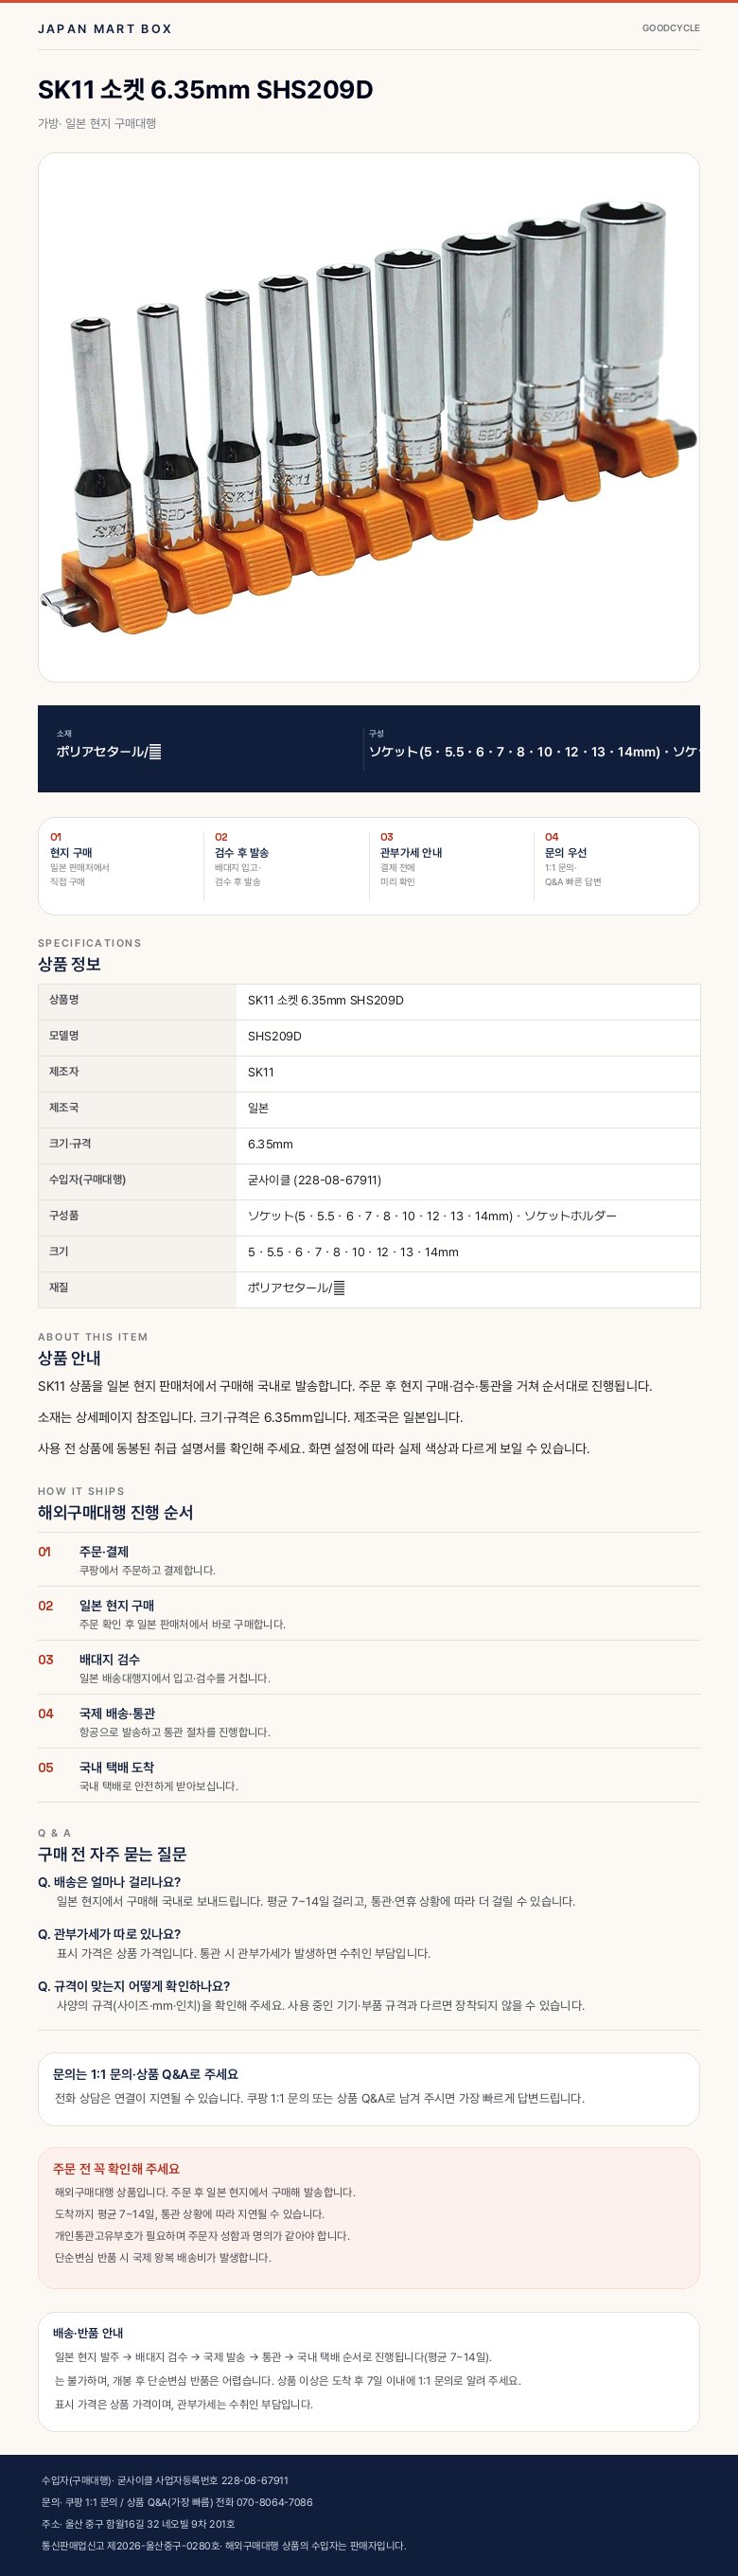 JAPAN MART BOX
GOODCYCLE
SK11 소켓 6.35mm SHS209D
가방· 일본 현지 구매대행
SK11
SK11
SK11
SK11
소재
구성
ポリアセタール/
ソケット(5・5.5・6・7・8・10・12・13・14mm)・ソケ
01
02
03
04
현지 구매
검수 후 발송
관부가세 안내
문의 우선
일본 판매처에서
배대지 입고·
결제 전에
1:1 문의·
직접 구매
검수 후 발송
미리 확인
Q&A 빠른 답변
SPECIFICATIONS
상품 정보
상품명 SK11 소켓 6.35mm SHS209D
모델명 SHS209D
제조자 SK11
제조국 일본
크기·규격 6.35mm
수입자(구매대행) 굳사이클 (228-08-67911)
구성품 ソケット(5・5.5・6・7・8・10・12・13・14mm)・ソケットホルダー
크기 5・5.5・6・7・8・10・12・13・14mm
재질 ポリアセタール/
ABOUT THIS ITEM
상품 안내
SK11 상품을 일본 현지 판매처에서 구매해 국내로 발송합니다. 주문 후 현지 구매·검수·통관을 거쳐 순서대로 진행됩니다.
소재는 상세페이지 참조입니다. 크기·규격은 6.35mm입니다. 제조국은 일본입니다.
사용 전 상품에 동봉된 취급 설명서를 확인해 주세요. 화면 설정에 따라 실제 색상과 다르게 보일 수 있습니다.
HOW IT SHIPS
해외구매대행 진행 순서
01 주문·결제
쿠팡에서 주문하고 결제합니다.
02 일본 현지 구매
주문 확인 후 일본 판매처에서 바로 구매합니다.
03 배대지 검수
일본 배송대행지에서 입고·검수를 거칩니다.
04 국제 배송·통관
항공으로 발송하고 통관 절차를 진행합니다.
05 국내 택배 도착
국내 택배로 안전하게 받아보십니다.
Q & A
구매 전 자주 묻는 질문
Q. 배송은 얼마나 걸리나요?
일본 현지에서 구매해 국내로 보내드립니다. 평균 7~14일 걸리고, 통관·연휴 상황에 따라 더 걸릴 수 있습니다.
Q. 관부가세가 따로 있나요?
표시 가격은 상품 가격입니다. 통관 시 관부가세가 발생하면 수취인 부담입니다.
Q. 규격이 맞는지 어떻게 확인하나요?
사양의 규격(사이즈·mm·인치)을 확인해 주세요. 사용 중인 기기·부품 규격과 다르면 장착되지 않을 수 있습니다.
문의는 1:1 문의·상품 Q&A로 주세요
전화 상담은 연결이 지연될 수 있습니다. 쿠팡 1:1 문의 또는 상품 Q&A로 남겨 주시면 가장 빠르게 답변드립니다.
주문 전 꼭 확인해 주세요
해외구매대행 상품입니다. 주문 후 일본 현지에서 구매해 발송합니다.
도착까지 평균 7~14일, 통관 상황에 따라 지연될 수 있습니다.
개인통관고유부호가 필요하며 주문자 성함과 명의가 같아야 합니다.
단순변심 반품 시 국제 왕복 배송비가 발생합니다.
배송·반품 안내
일본 현지 발주 → 배대지 검수 → 국제 발송 → 통관 → 국내 택배 순서로 진행됩니다(평균 7~14일).
는 불가하며, 개봉 후 단순변심 반품은 어렵습니다. 상품 이상은 도착 후 7일 이내에 1:1 문의로 알려 주세요.
표시 가격은 상품 가격이며, 관부가세는 수취인 부담입니다.
수입자(구매대행)· 굳사이클 사업자등록번호 228-08-67911
문의· 쿠팡 1:1 문의 / 상품 Q&A(가장 빠름) 전화 070-8064-7086
주소· 울산 중구 함월16길 32 네오빌 9차 201호
통신판매업신고 제2026-울산중구-0280호· 해외구매대행 상품의 수입자는 판매자입니다.